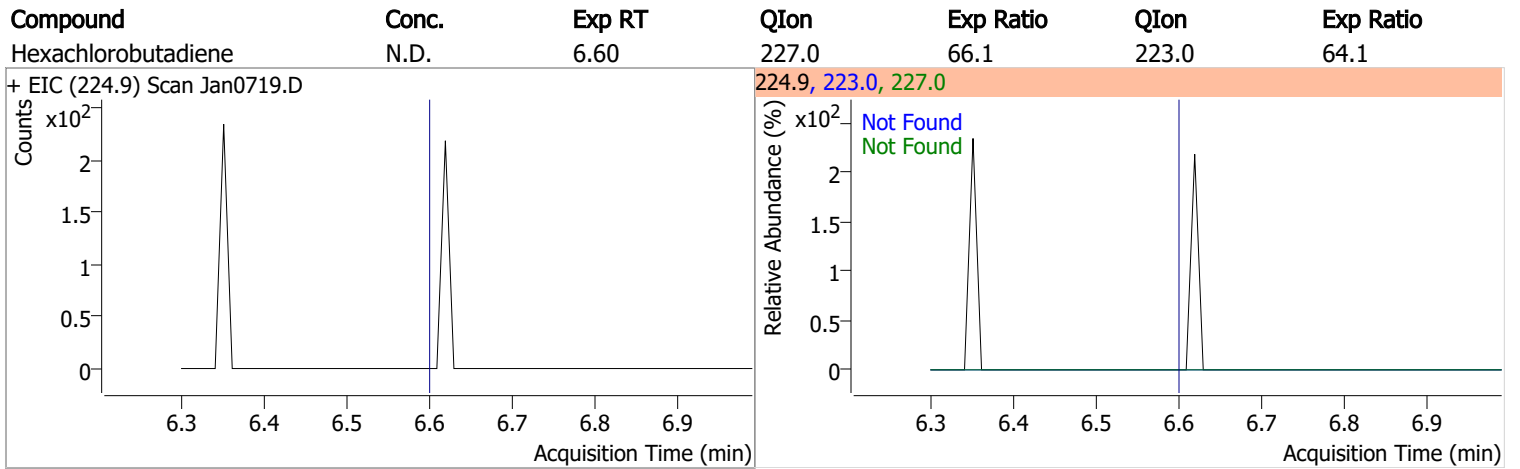 Compound Conc. Exp RT QIon Exp Ratio QIon Exp Ratio
Hexachlorobutadiene N.D. 6.60 227.0 66.1 223.0 64.1
+ EIC (224.9) Scan Jan0719.D
Counts
x10²
2
1.5
1
0.5
0
6.3 6.4 6.5 6.6 6.7 6.8 6.9
Acquisition Time (min)
224.9, 223.0, 227.0
Relative Abundance (%)
x10²
Not Found
Not Found
2
1.5
1
0.5
0
6.3 6.4 6.5 6.6 6.7 6.8 6.9
Acquisition Time (min)